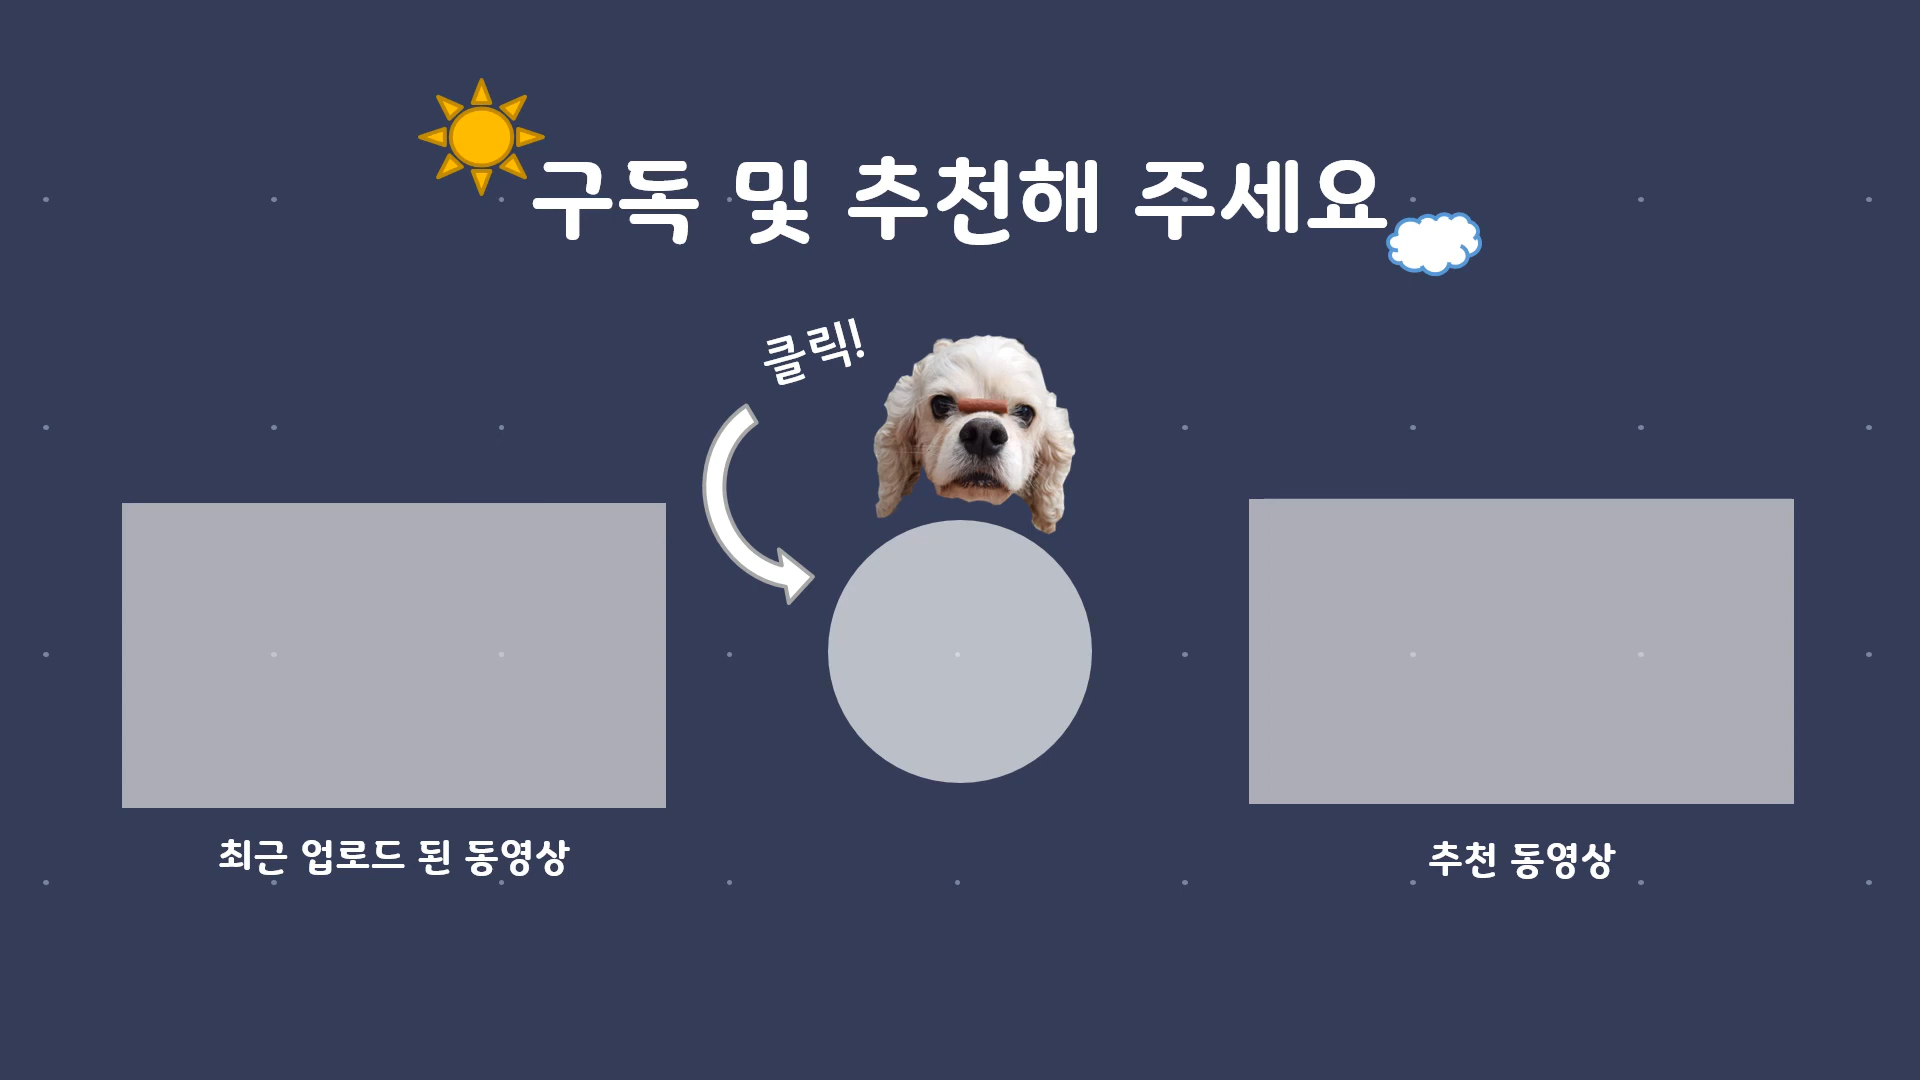 구독 및 추천해 주세요
클릭!
최근 업로드 된 동영상
추천 동영상